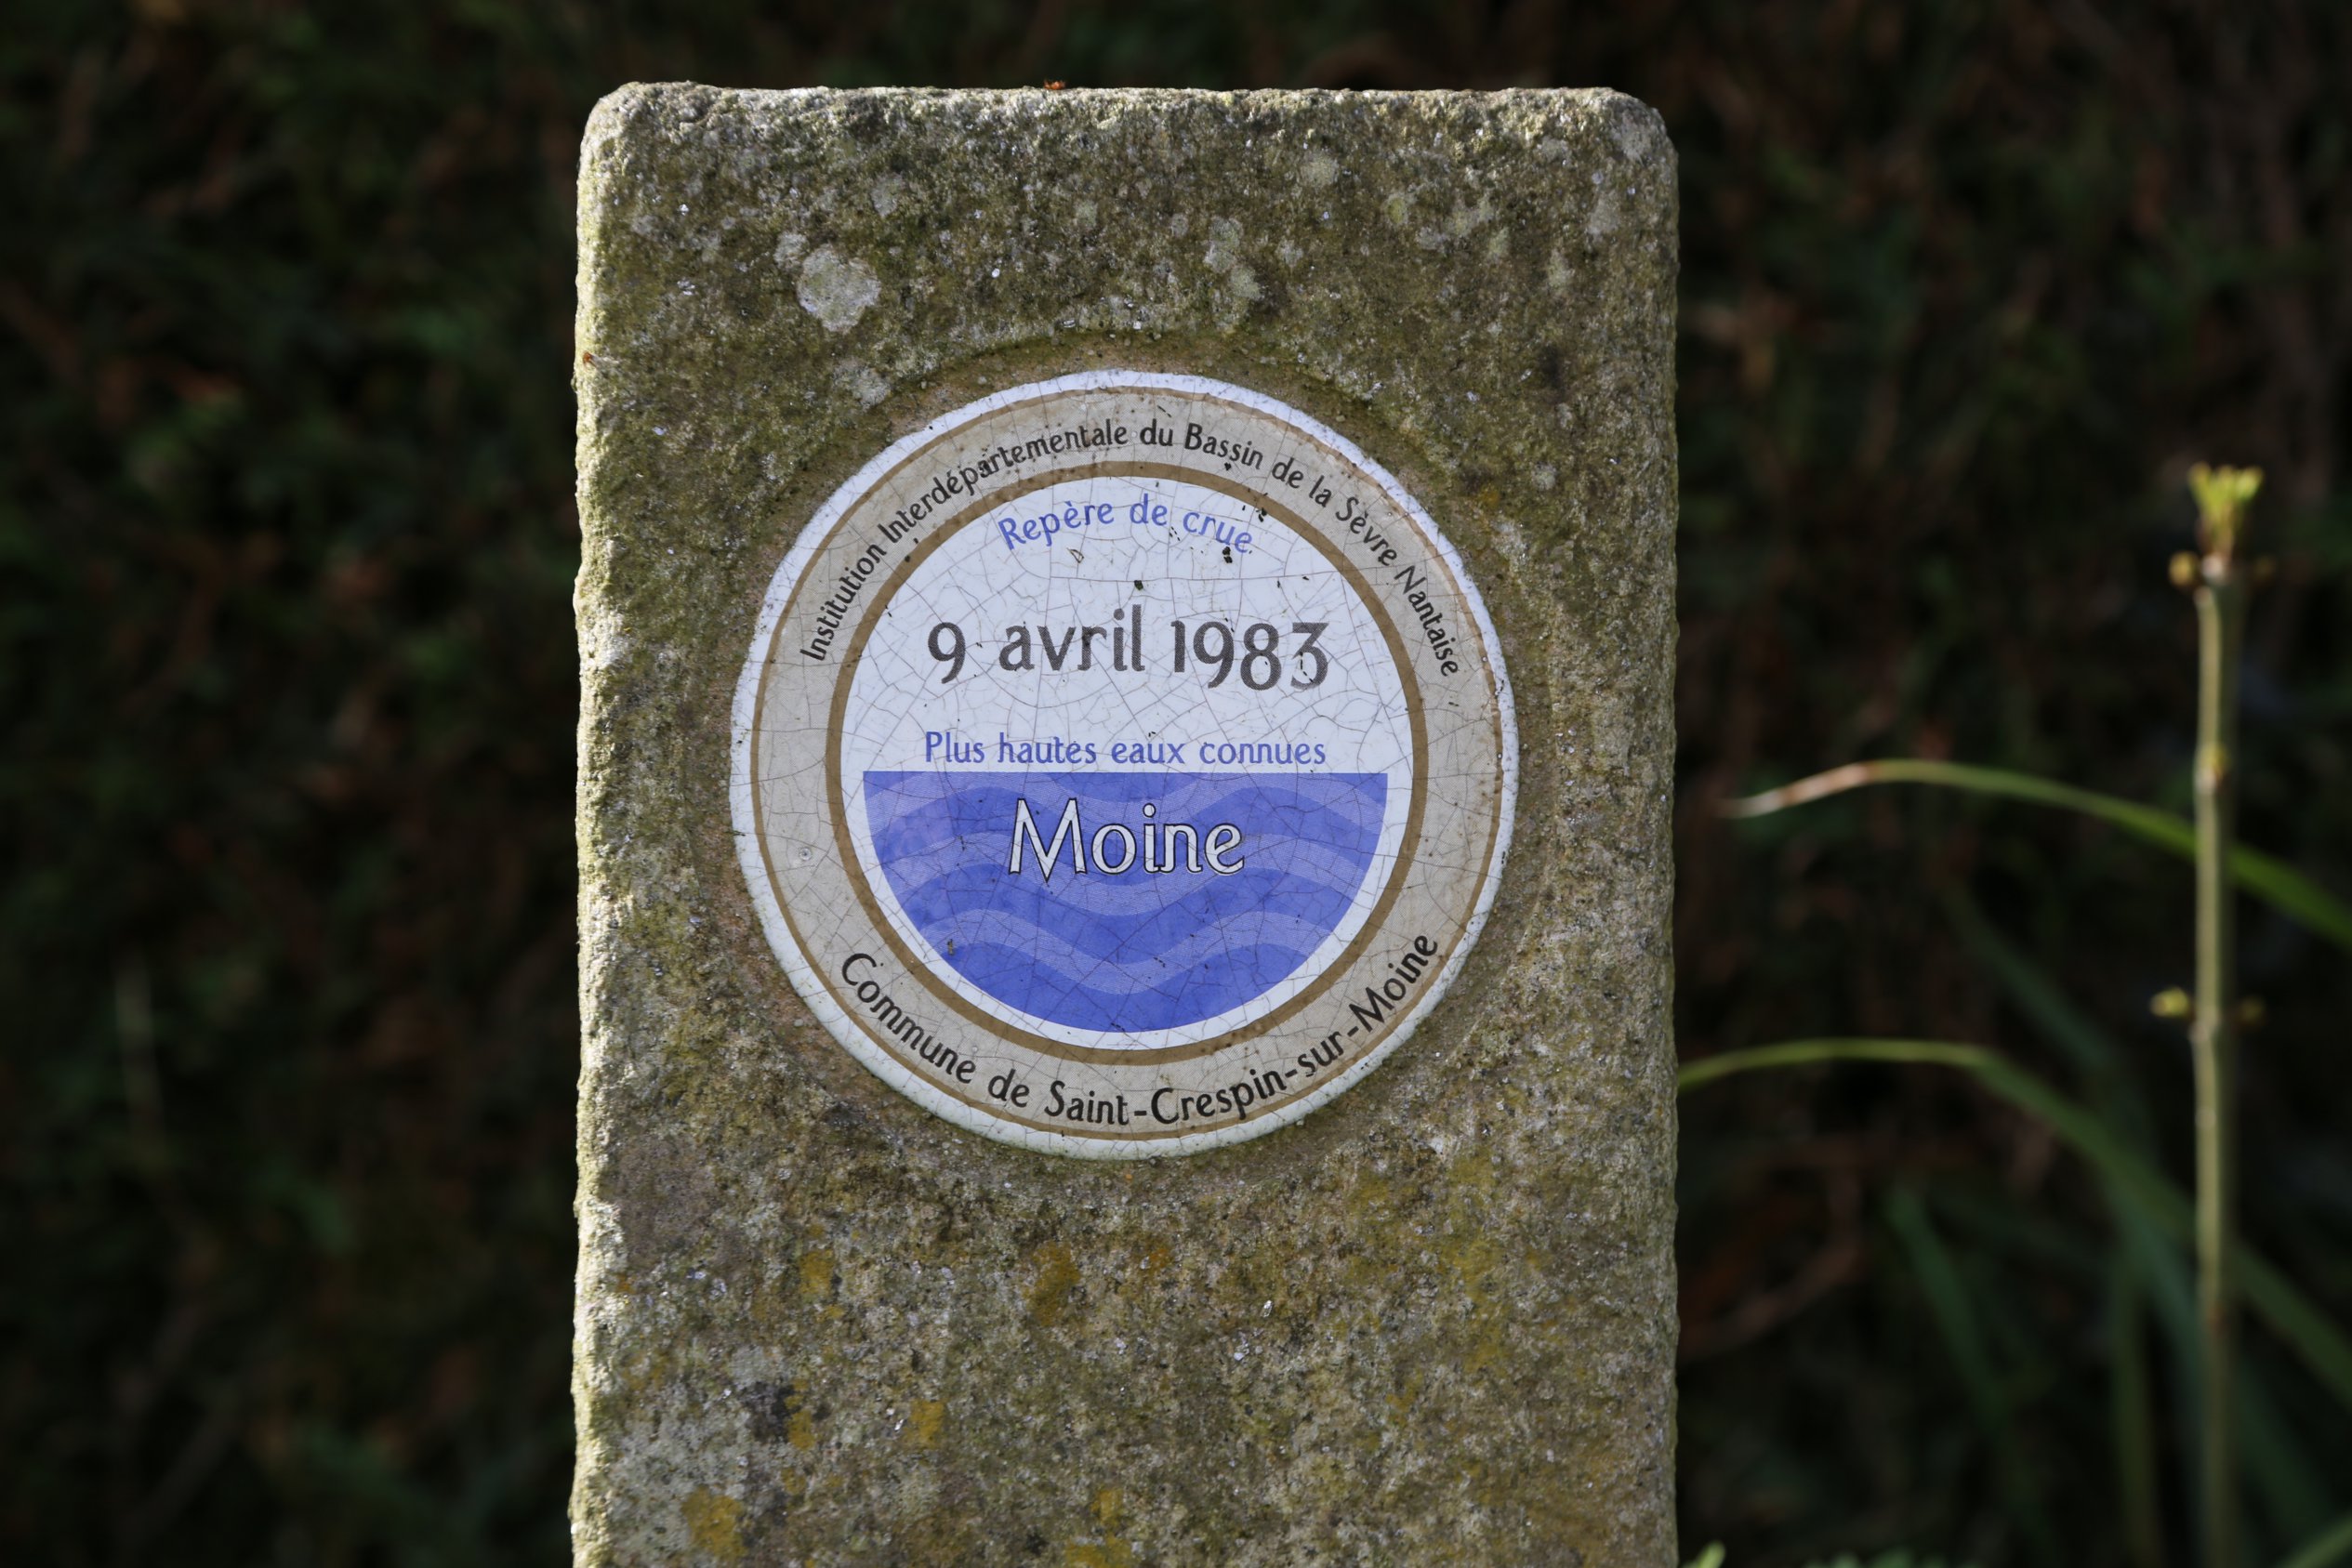 Institution Interdépartementale du Bassin de la Sèvre Nantaise
Repère de crue
9 avril 1983
Plus hautes eaux connues
Moine
Commune de Saint-Crespin-sur-Moine